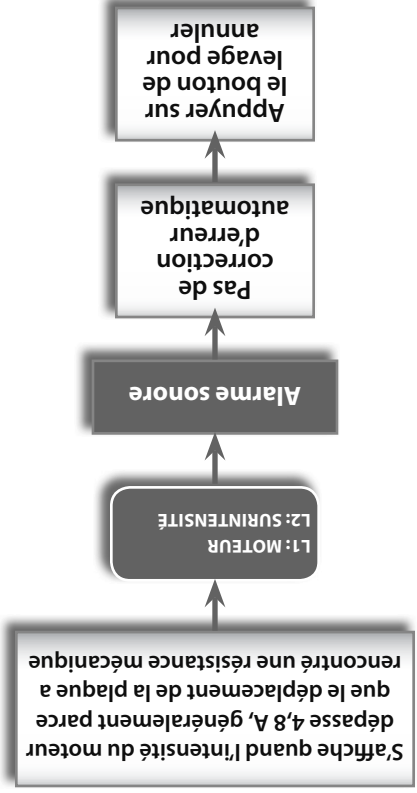 S'affiche quand l'intensité du moteur
dépasse 4,8 A, généralement parce
que le déplacement de la plaque a
rencontré une résistance mécanique
L1: MOTEUR
L2: SURINTENSITÉ
Alarme sonore
Pas de
correction
d'erreur
automatique
Appuyer sur
le bouton de
levage pour
annuler